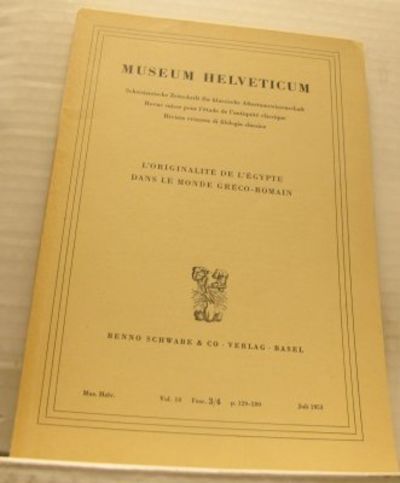 MUSEUM HELVETICUM
Schweizerische Zeitschrift für klassische Altertumswissenschaft
Revue suisse pour l'étude de l'antiquité classique
Rivista svizzera di filologia classica
L'ORIGINALITÉ DE L'ÉGYPTE
DANS LE MONDE GRÉCO-ROMAIN
BENNO SCHWABE & CO · VERLAG · BASEL
Mus. Helv. Vol. 10 Fasc. 3/4 p. 129-280 Juli 1953